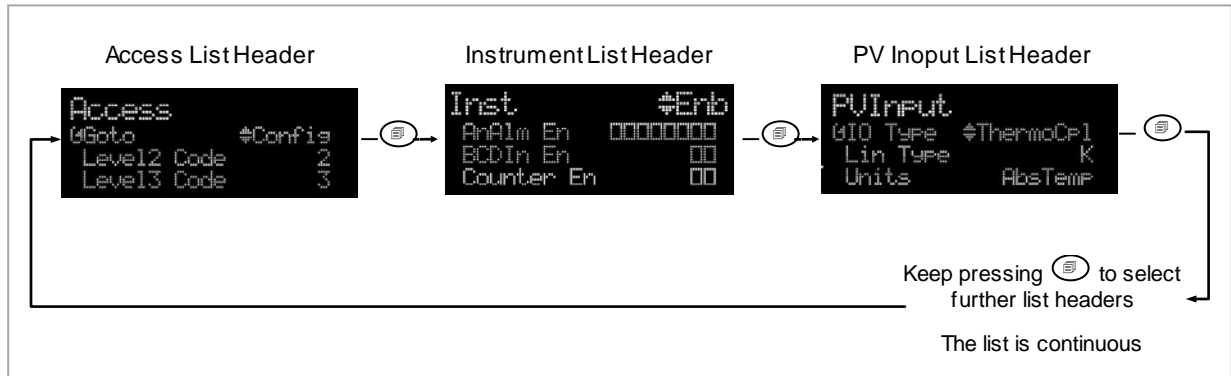 Access List Header
Instrument List Header
PV Inoput List Header
Access
Goto Config
Level2 Code 2
Level3 Code 3
Inst Enb
AnAlm En
BCDIn En
Counter En
PVInput
IO Type ThermoCpl
Lin Type K
Units AbsTemp
Keep pressing to select
further list headers
The list is continuous